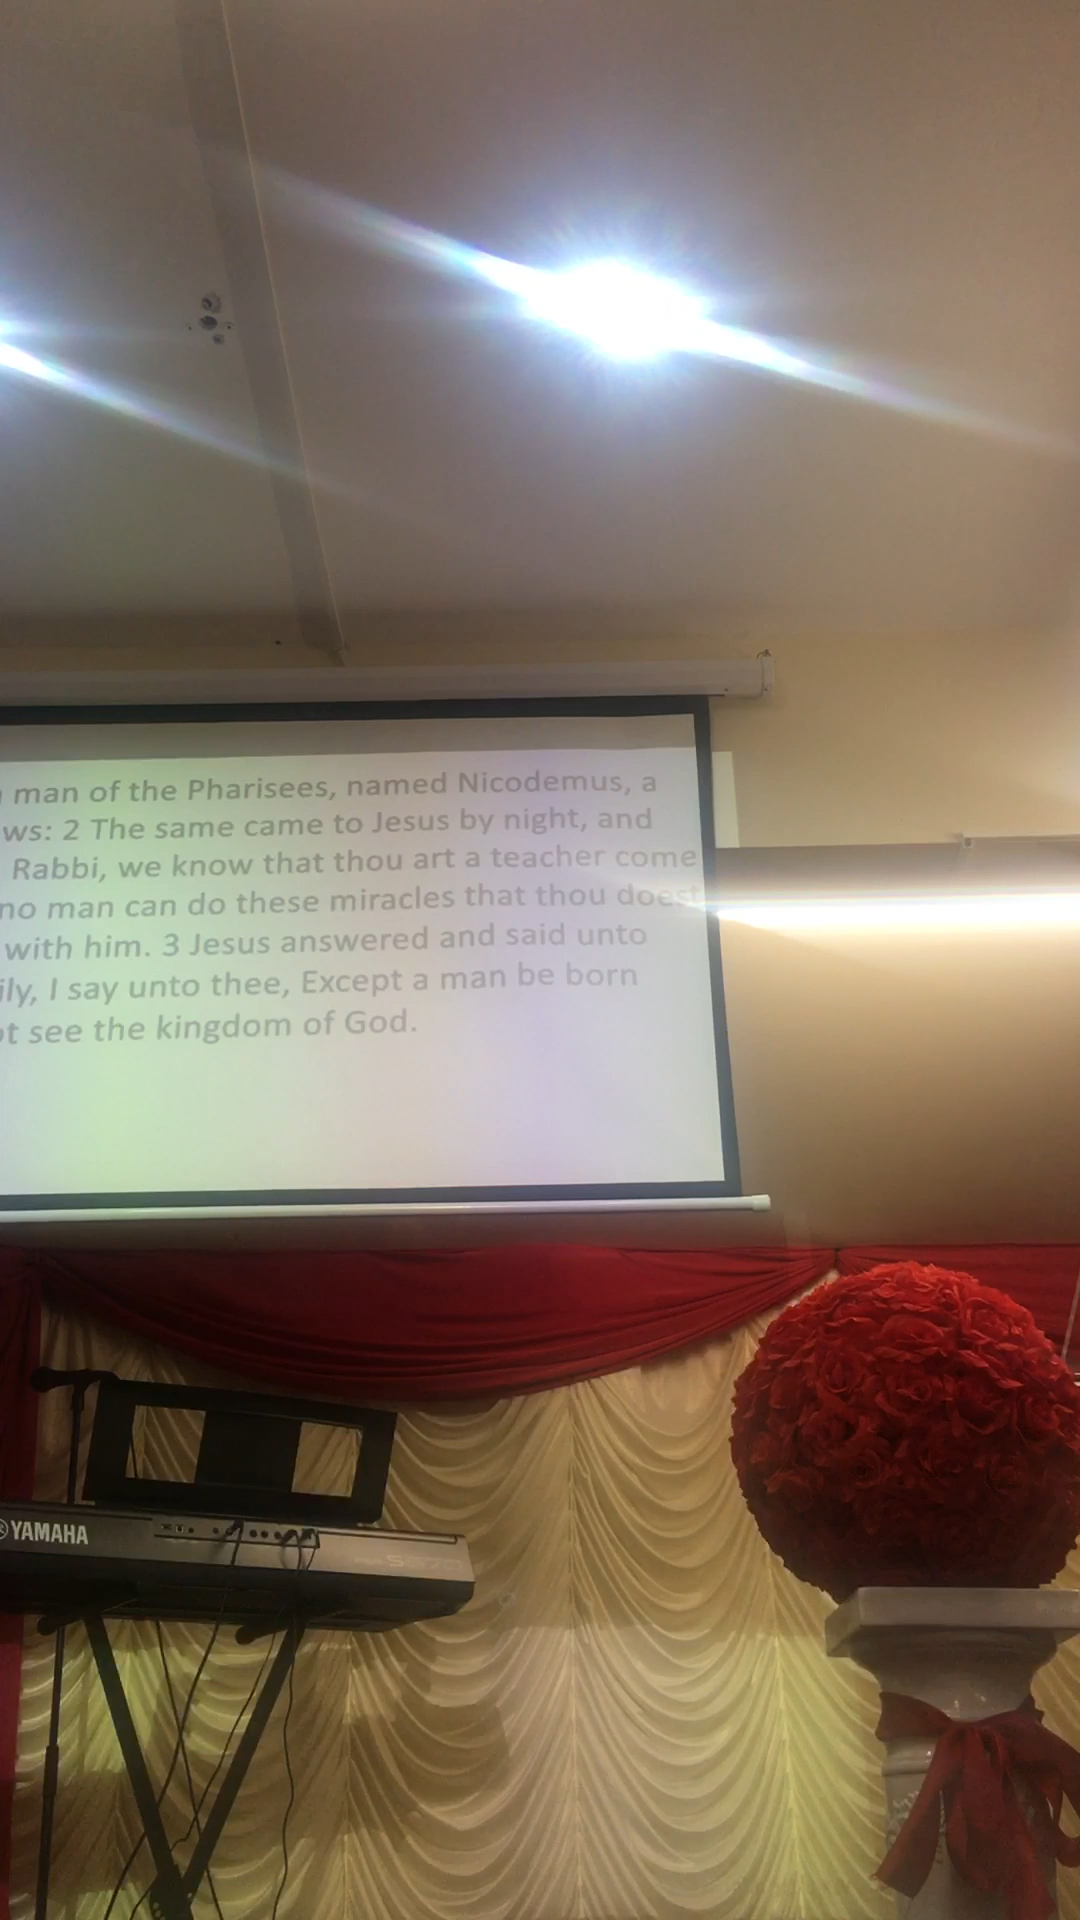 man of the Pharisees, named Nicodemus, a
ws: 2 The same came to Jesus by night, and
Rabbi, we know that thou art a teacher come
no man can do these miracles that thou doest
with him. 3 Jesus answered and said unto
ily, I say unto thee, Except a man be born
ot see the kingdom of God.
YAMAHA